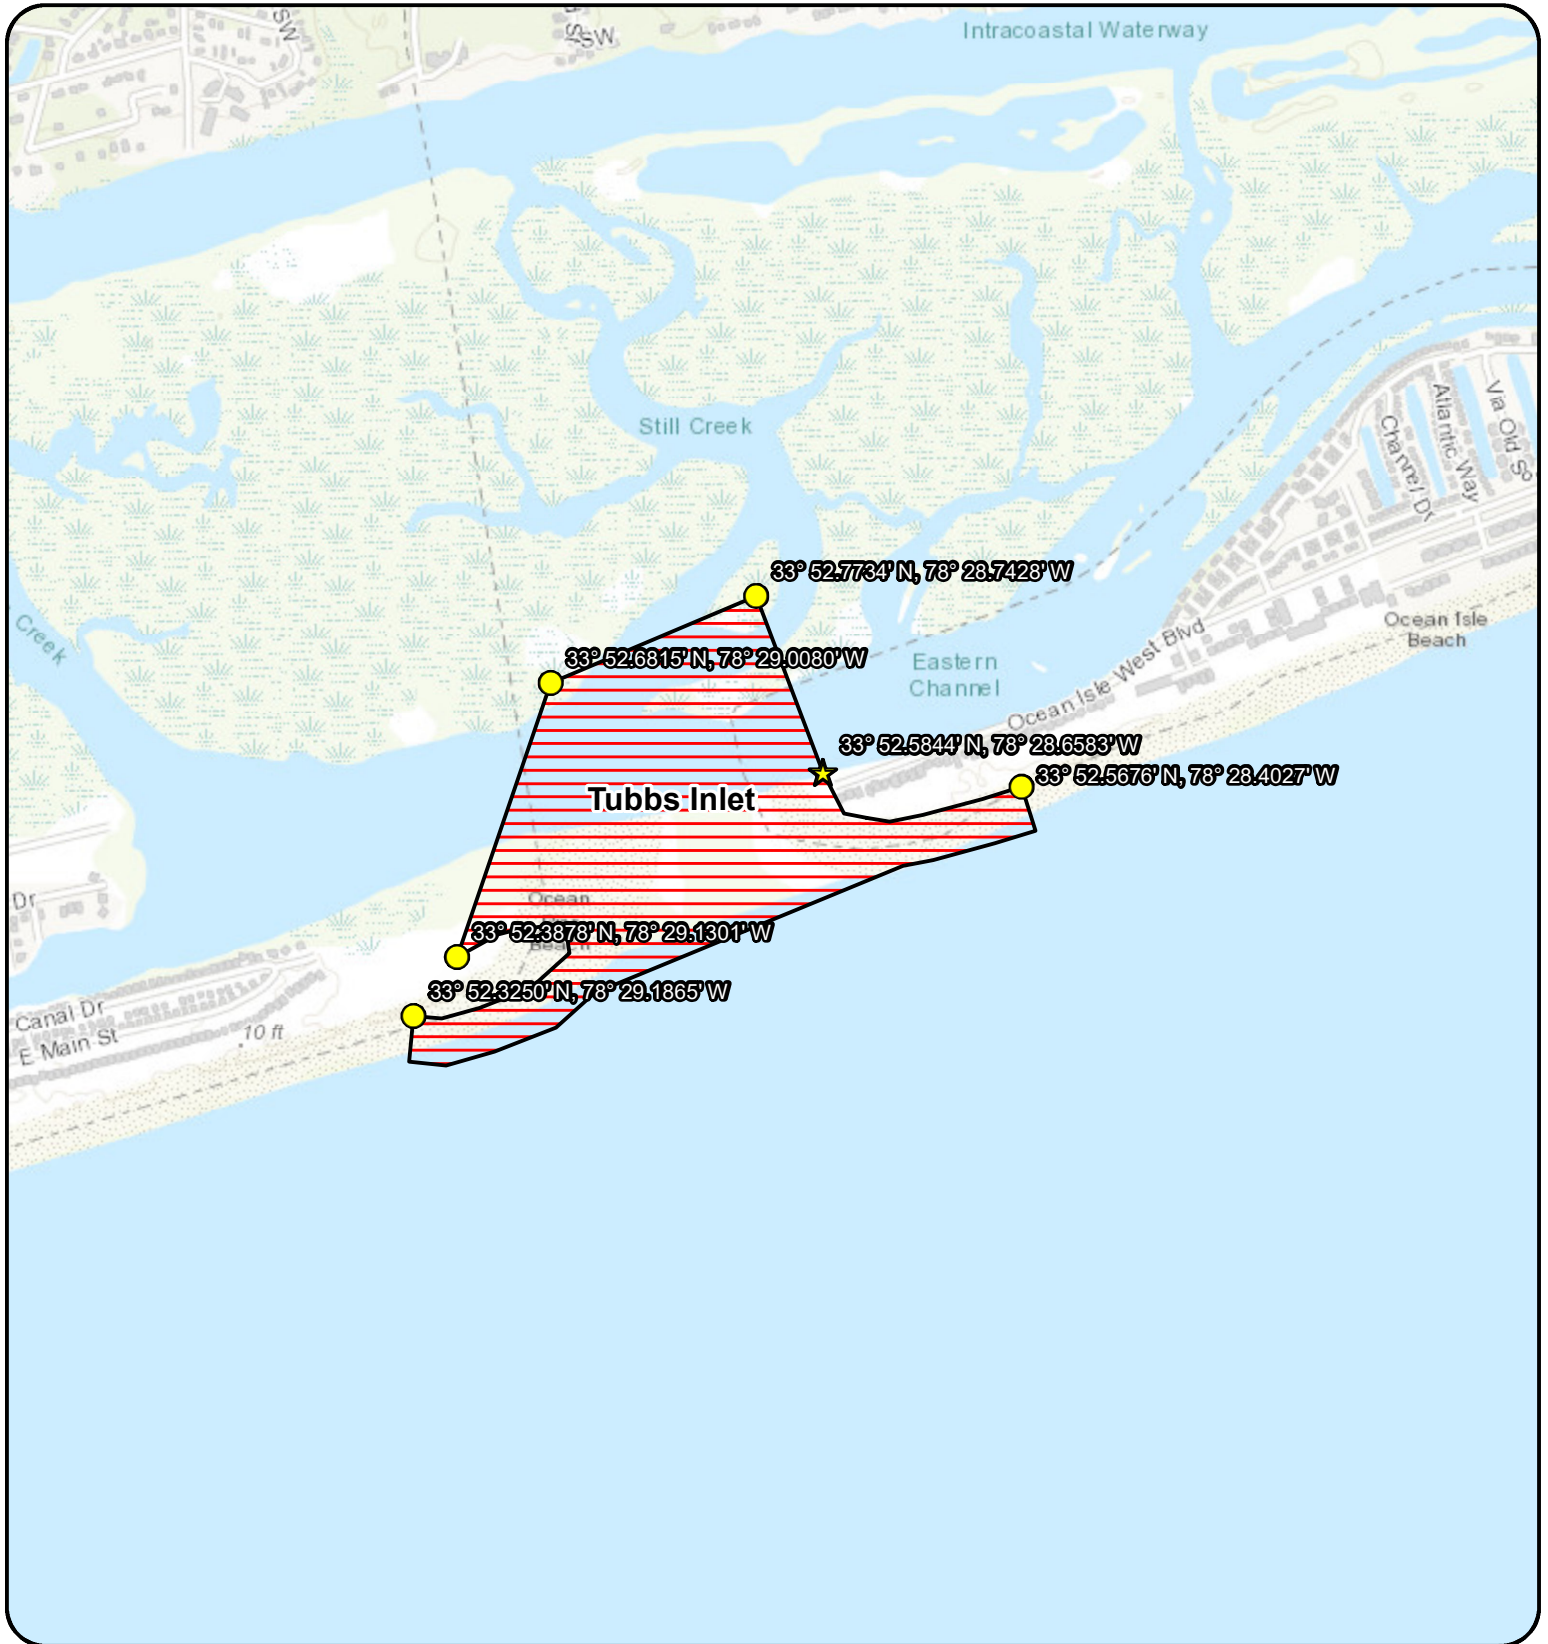 SW
SW
Intracoastal Waterway
Still Creek
Atlantic Way
Via Old S
Channel Dr
33° 52.7734' N, 78° 28.7428' W
Creek
Ocean Isle
Beach
33° 52.6815' N, 78° 29.0080' W
Eastern
Channel
Ocean Isle West Blvd
33° 52.5844' N, 78° 28.6583' W
33° 52.5676' N, 78° 28.4027' W
Tubbs Inlet
Dr
Ocean
Beach
33° 52.3878' N, 78° 29.1301' W
33° 52.3250' N, 78° 29.1865' W
Canal Dr
E Main St
10 ft